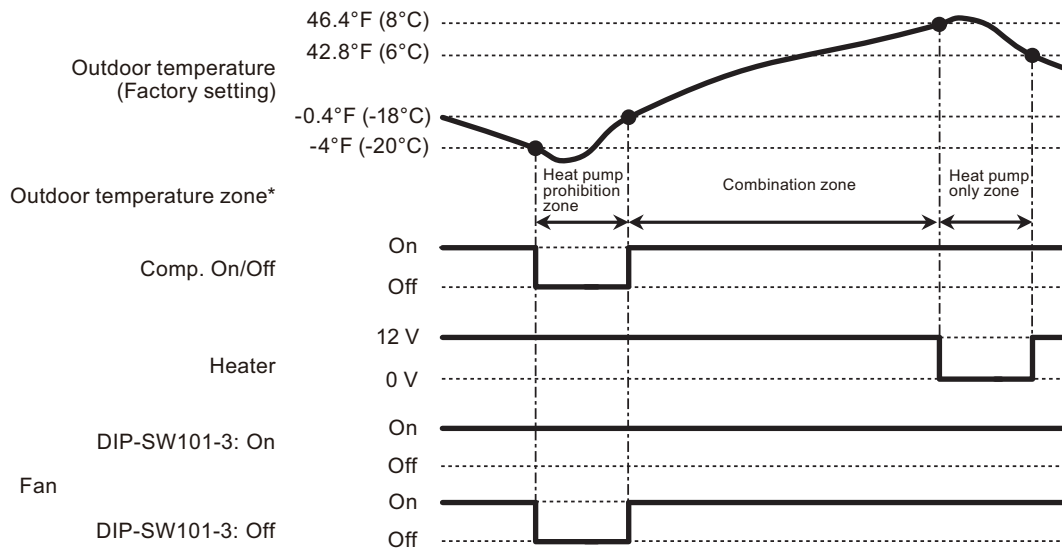 46.4°F (8°C)
42.8°F (6°C)
Outdoor temperature
(Factory setting)
-0.4°F (-18°C)
-4°F (-20°C)
Outdoor temperature zone*
Heat pump
prohibition
zone
Combination zone
Heat pump
only zone
Comp. On/Off
On
Off
Heater
12 V
0 V
Fan
DIP-SW101-3: On
On
Off
DIP-SW101-3: Off
On
Off